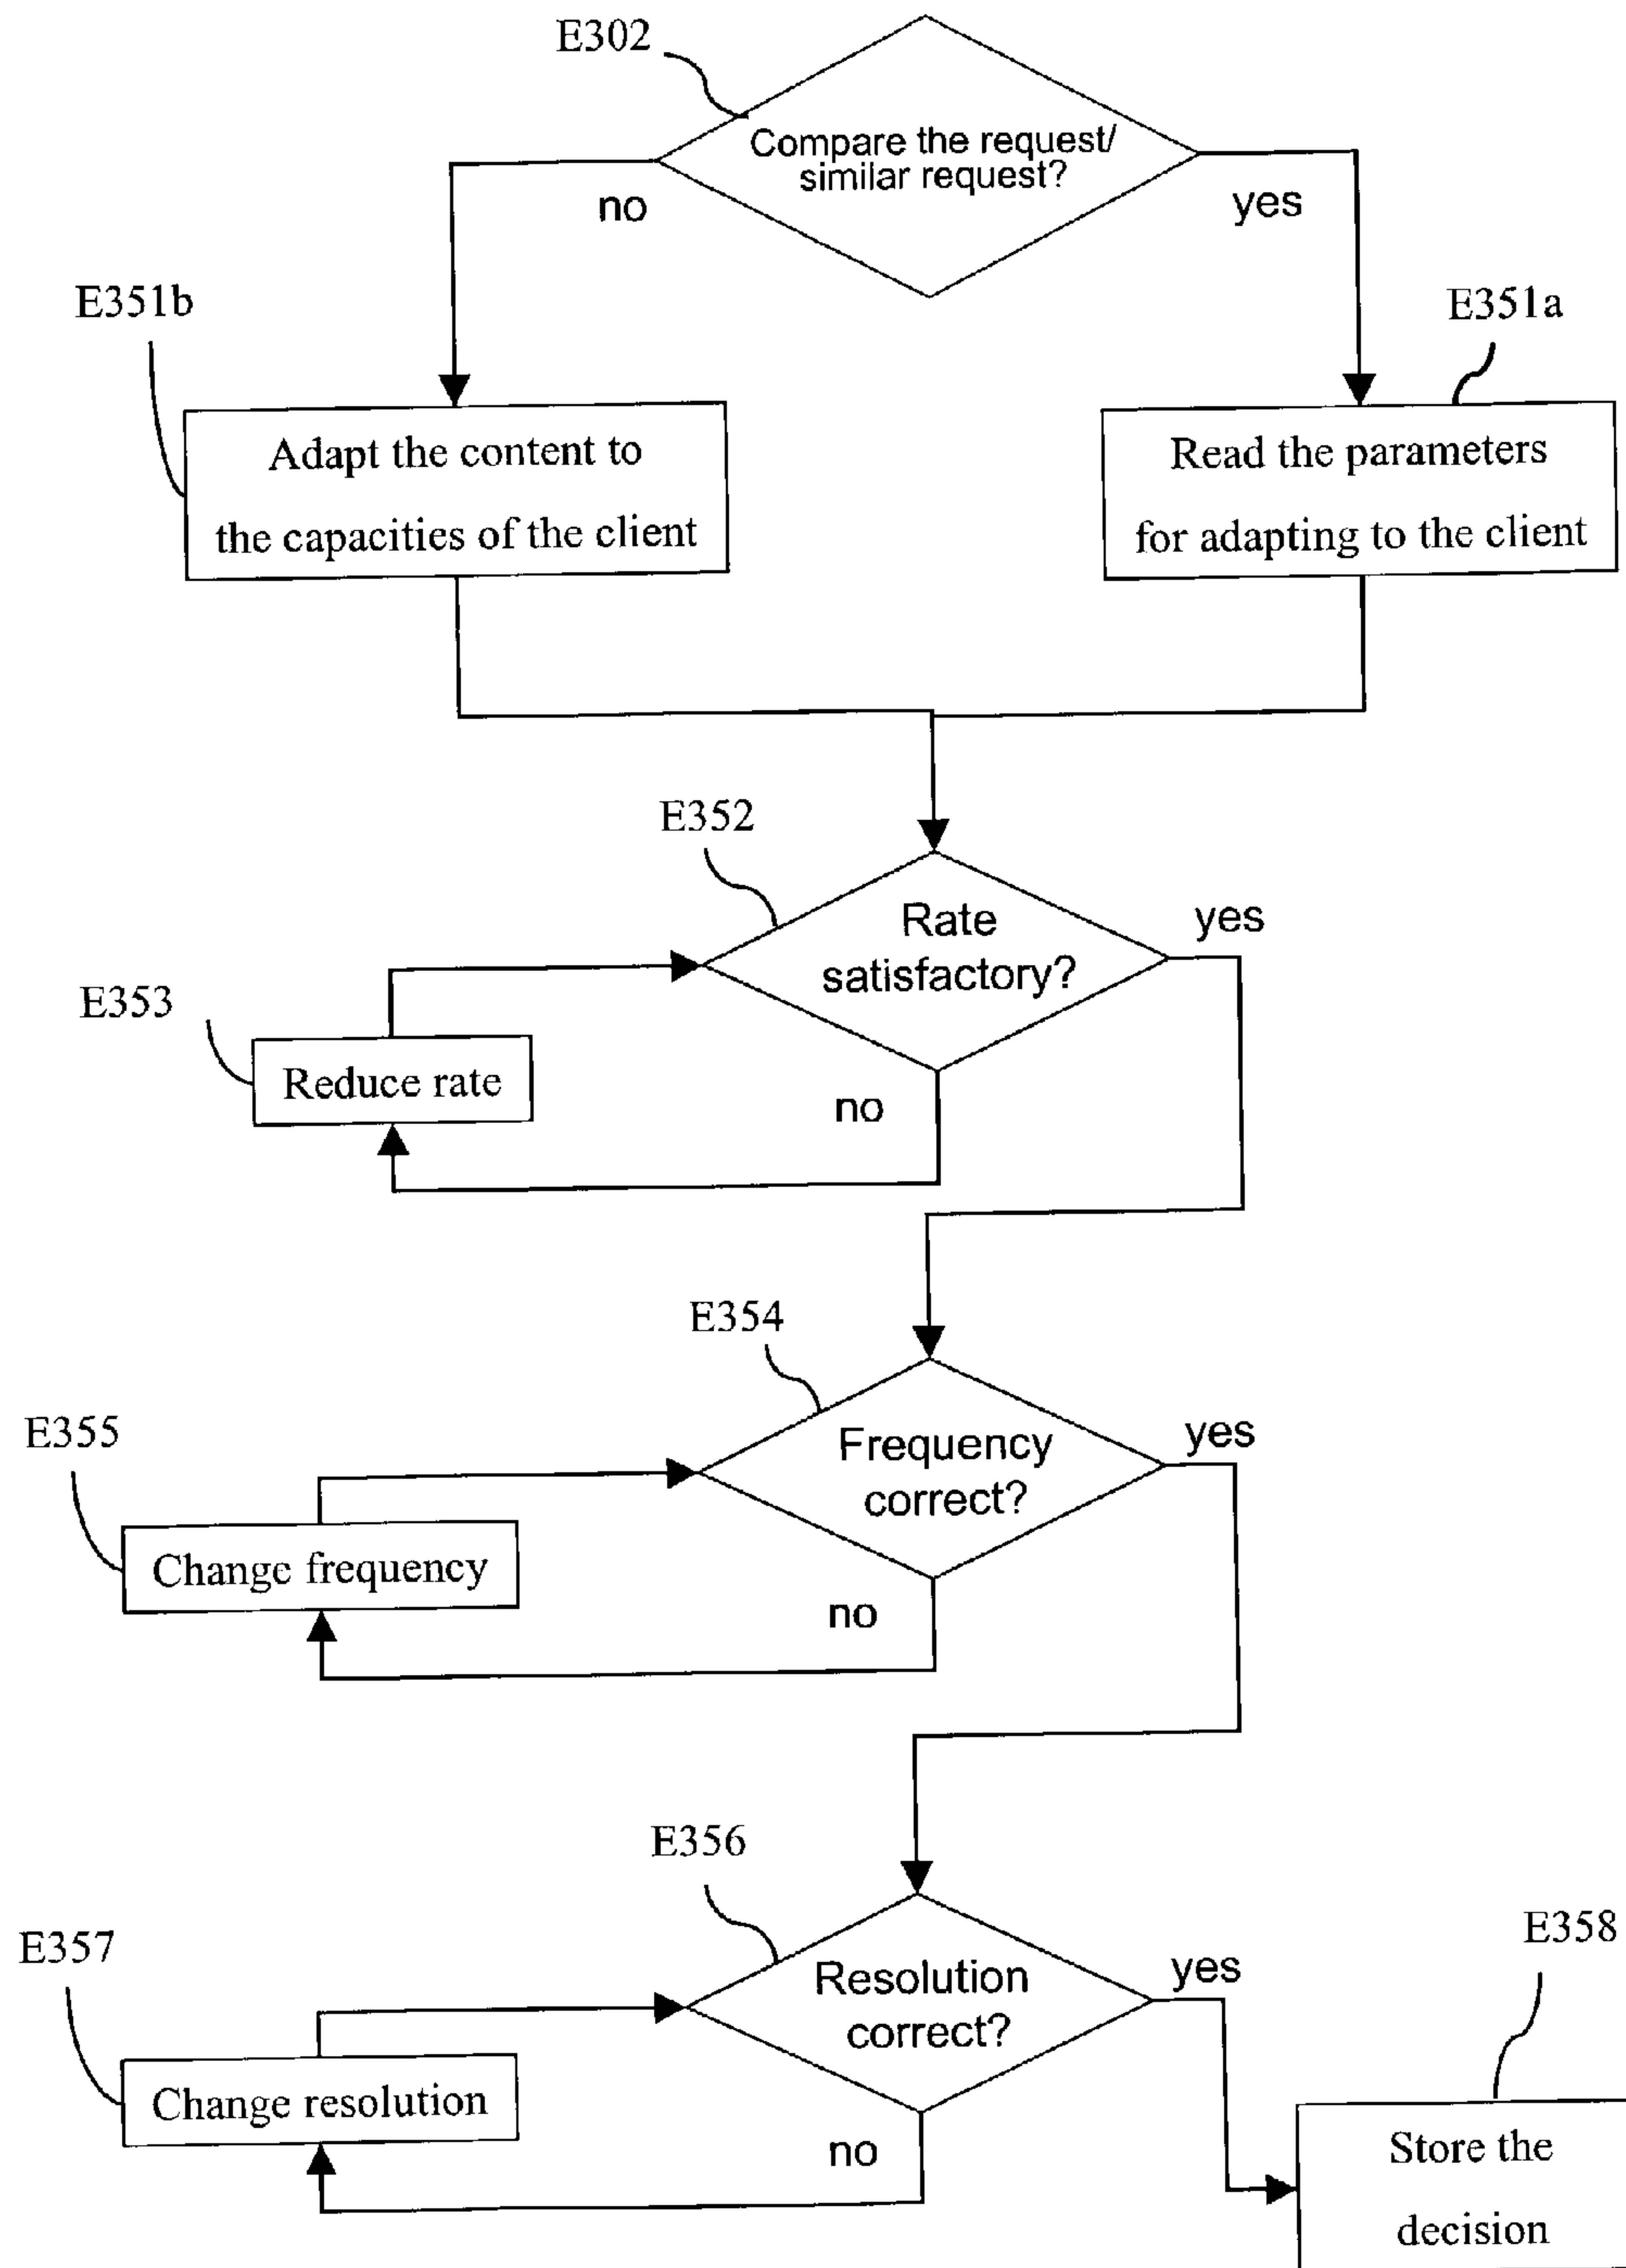 E302
Compare the request/
similar request?
no
yes
E351b
E351a
Adapt the content to
the capacities of the client
Read the parameters
for adapting to the client
E352
Rate
satisfactory?
yes
E353
Reduce rate
no
E354
Frequency
correct?
yes
E355
Change frequency
no
E356
Resolution
correct?
yes
E358
E357
Change resolution
no
Store the
decision